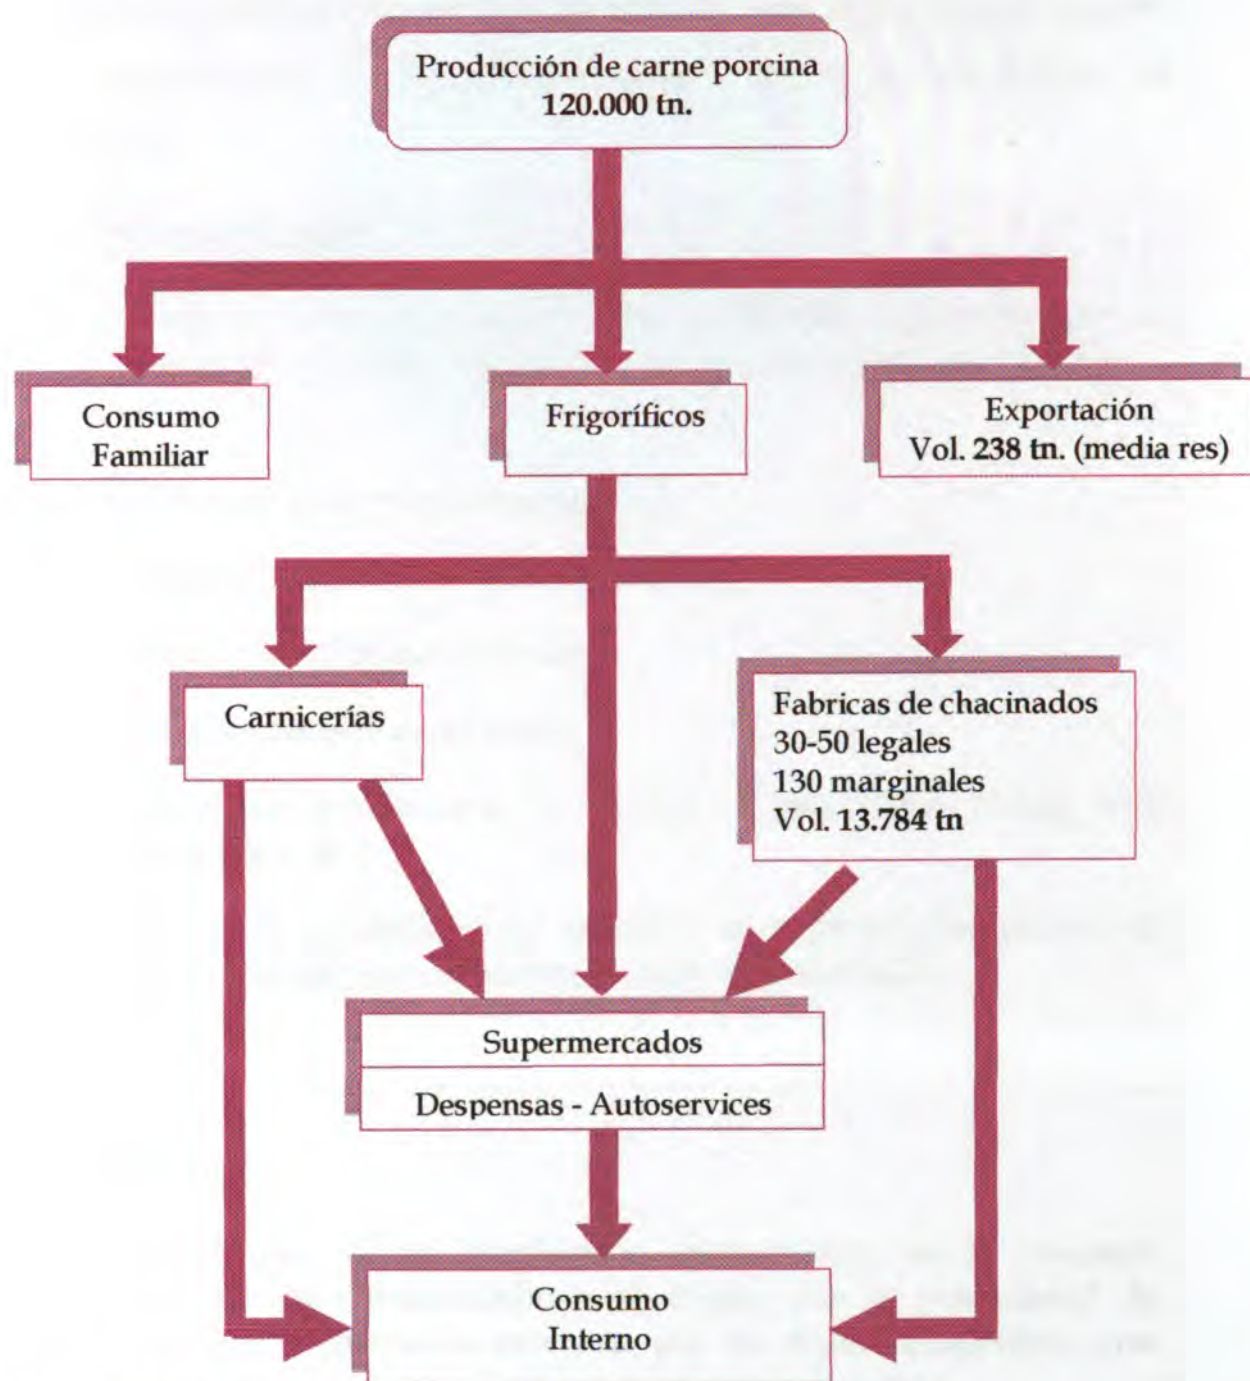 Producción de carne porcina
120.000 tn.
Consumo
Familiar
Frigoríficos
Exportación
Vol. 238 tn. (media res)
Carnicerías
Fabricas de chacinados
30-50 legales
130 marginales
Vol. 13.784 tn
Supermercados
Despensas - Autoservices
Consumo
Interno